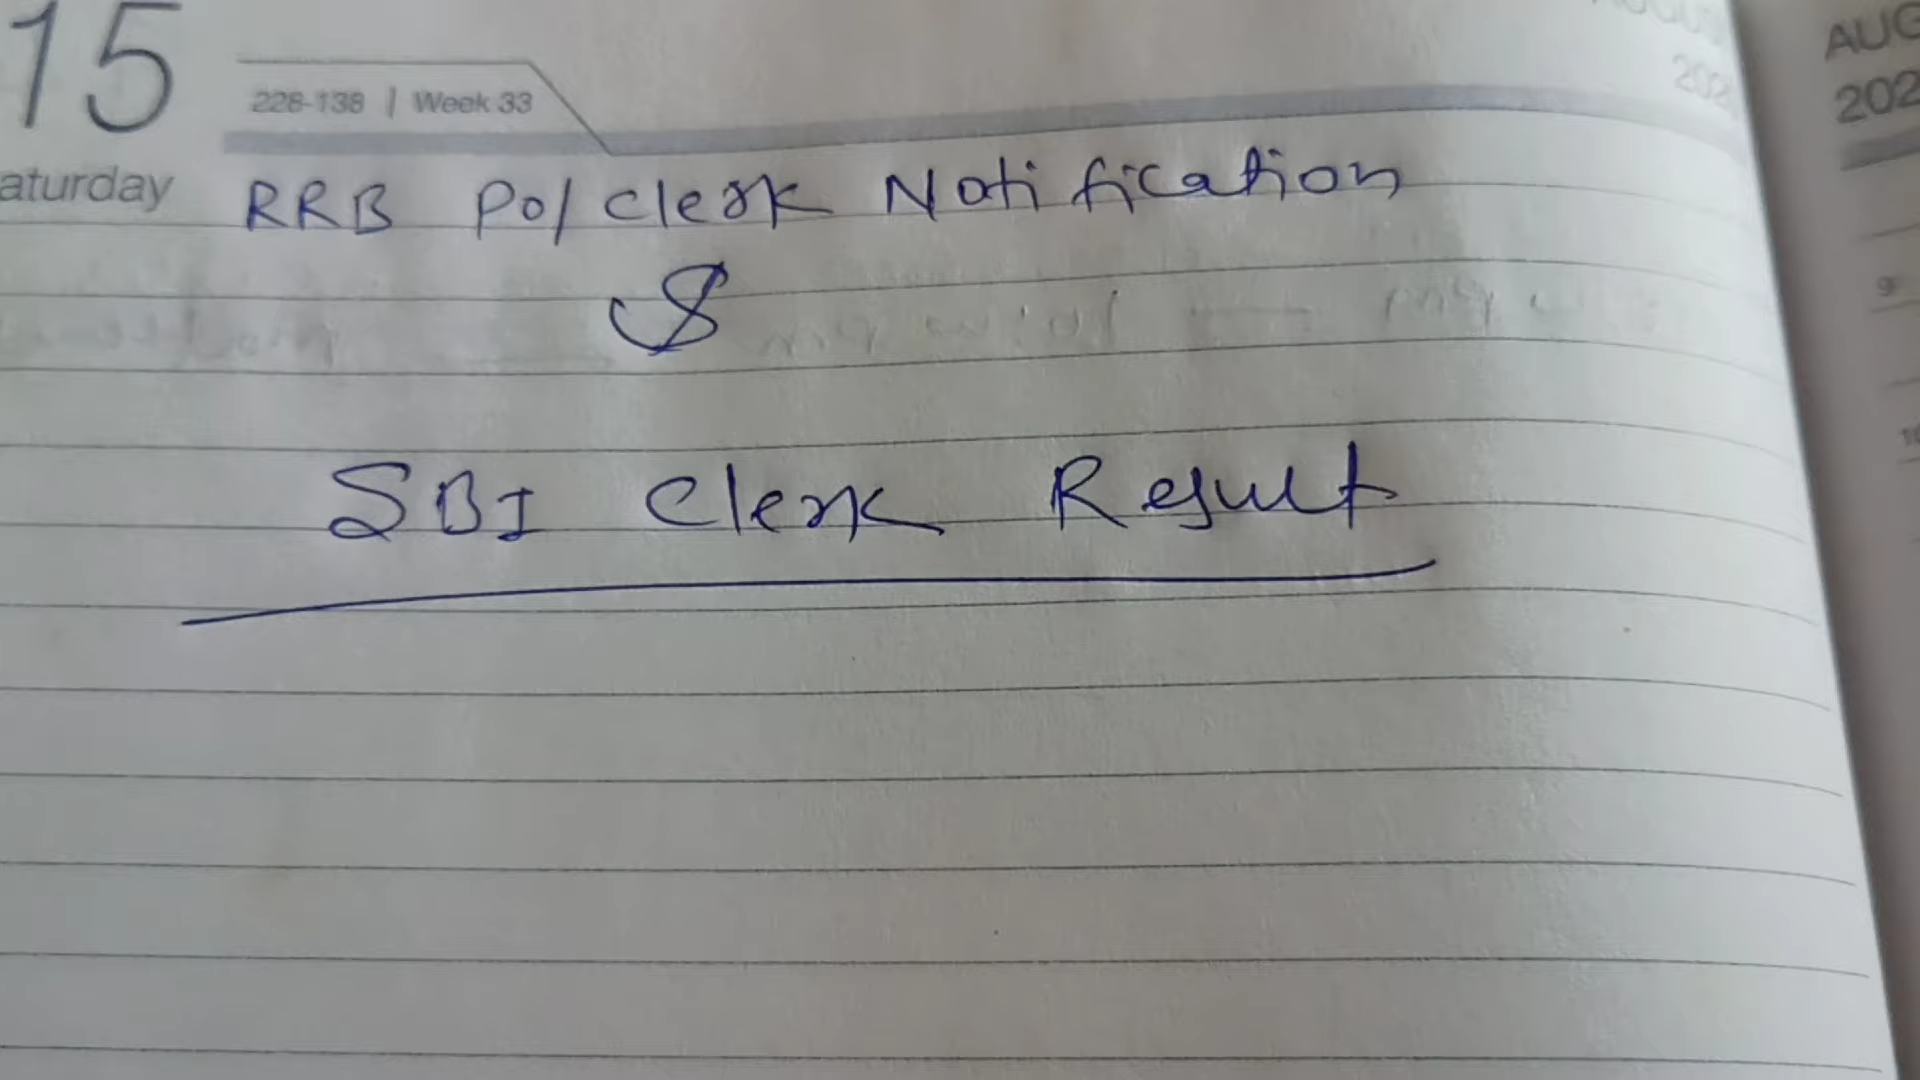 15
228-138 | Week 33
aturday
RRB PO/Clerk Notification
&
SBI Clerk Result
AUG
202